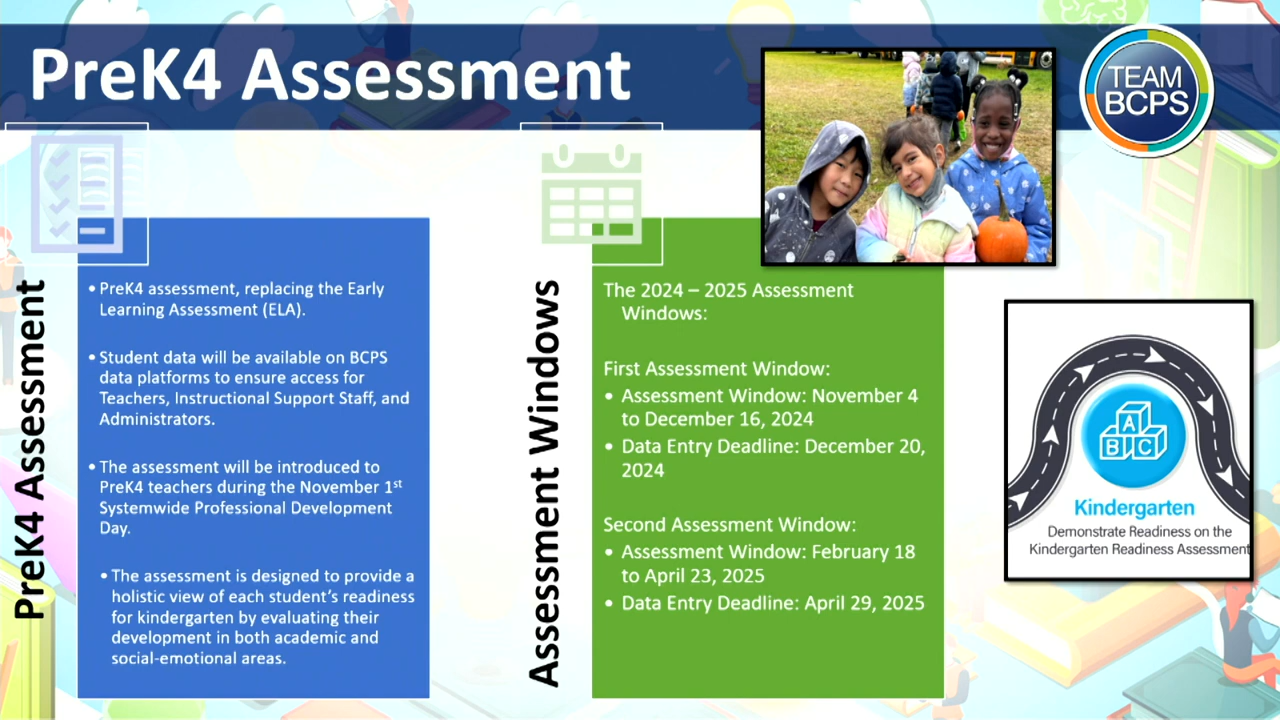 PreK4 Assessment
TEAM
BCPS
PreK4 Assessment
• PreK4 assessment, replacing the Early
Learning Assessment (ELA).
• Student data will be available on BCPS
data platforms to ensure access for
Teachers, Instructional Support Staff, and
Administrators.
• The assessment will be introduced to
PreK4 teachers during the November 1st
Systemwide Professional Development
Day.
• The assessment is designed to provide a
holistic view of each student's readiness
for kindergarten by evaluating their
development in both academic and
social-emotional areas.
Assessment Windows
The 2024 – 2025 Assessment
Windows:
First Assessment Window:
• Assessment Window: November 4
to December 16, 2024
• Data Entry Deadline: December 20,
2024
Second Assessment Window:
• Assessment Window: February 18
to April 23, 2025
• Data Entry Deadline: April 29, 2025
A
B C
Kindergarten
Demonstrate Readiness on the
Kindergarten Readiness Assessment